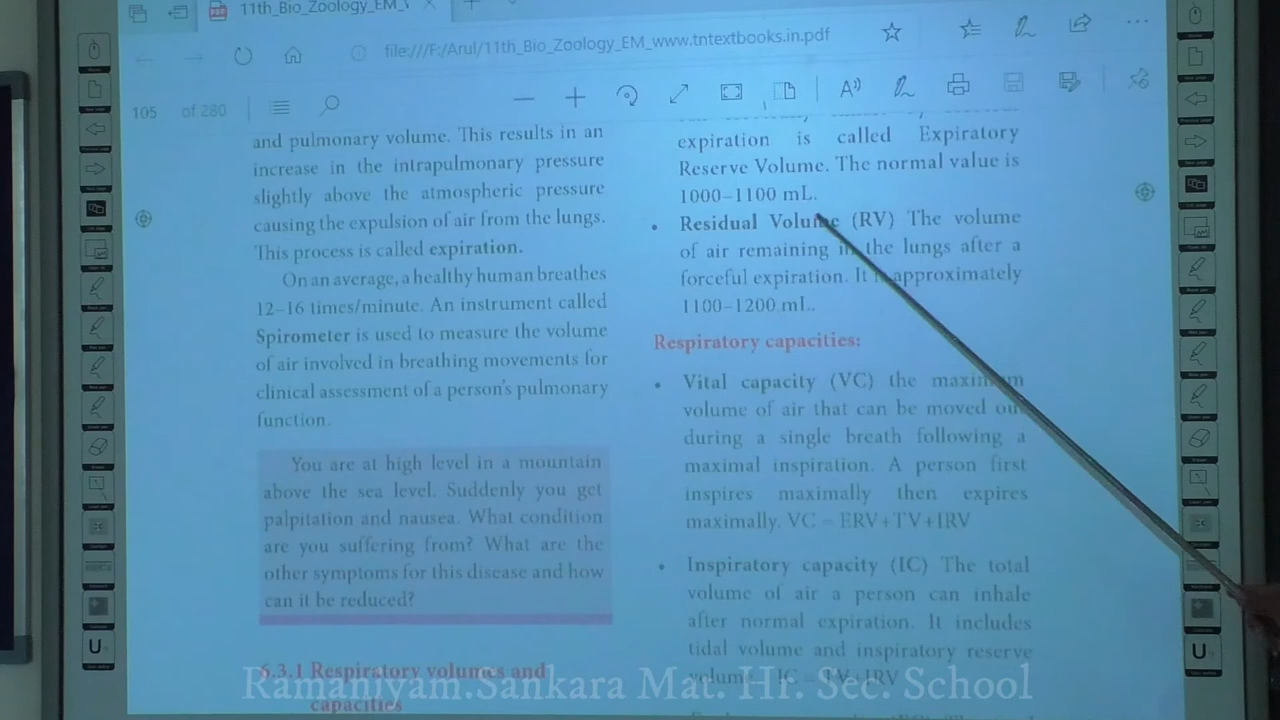 11th_Bio_Zoology_EM_
file:///F:/Arul/11th_Bio_Zoology_EM_www.tntextbooks.in.pdf
105 of 280
and pulmonary volume. This results in an
increase in the intrapulmonary pressure
slightly above the atmospheric pressure
causing the expulsion of air from the lungs.
This process is called expiration.
On an average, a healthy human breathes
12–16 times/minute. An instrument called
Spirometer is used to measure the volume
of air involved in breathing movements for
clinical assessment of a person's pulmonary
function.
You are at high level in a mountain
above the sea level. Suddenly you get
palpitation and nausea. What condition
are you suffering from? What are the
other symptoms for this disease and how
can it be reduced?
6.3.1 Respiratory volumes and
capacities
expiration is called Expiratory
Reserve Volume. The normal value is
1000–1100 mL.
• Residual Volume (RV) The volume
of air remaining in the lungs after a
forceful expiration. It is approximately
1100–1200 mL.
Respiratory capacities:
• Vital capacity (VC) the maximum
volume of air that can be moved out
during a single breath following a
maximal inspiration. A person first
inspires maximally then expires
maximally. VC = ERV+TV+IRV
• Inspiratory capacity (IC) The total
volume of air a person can inhale
after normal expiration. It includes
tidal volume and inspiratory reserve
volume. IC = TV+IRV
Ramaniyam.Sankara Mat. Hr. Sec. School